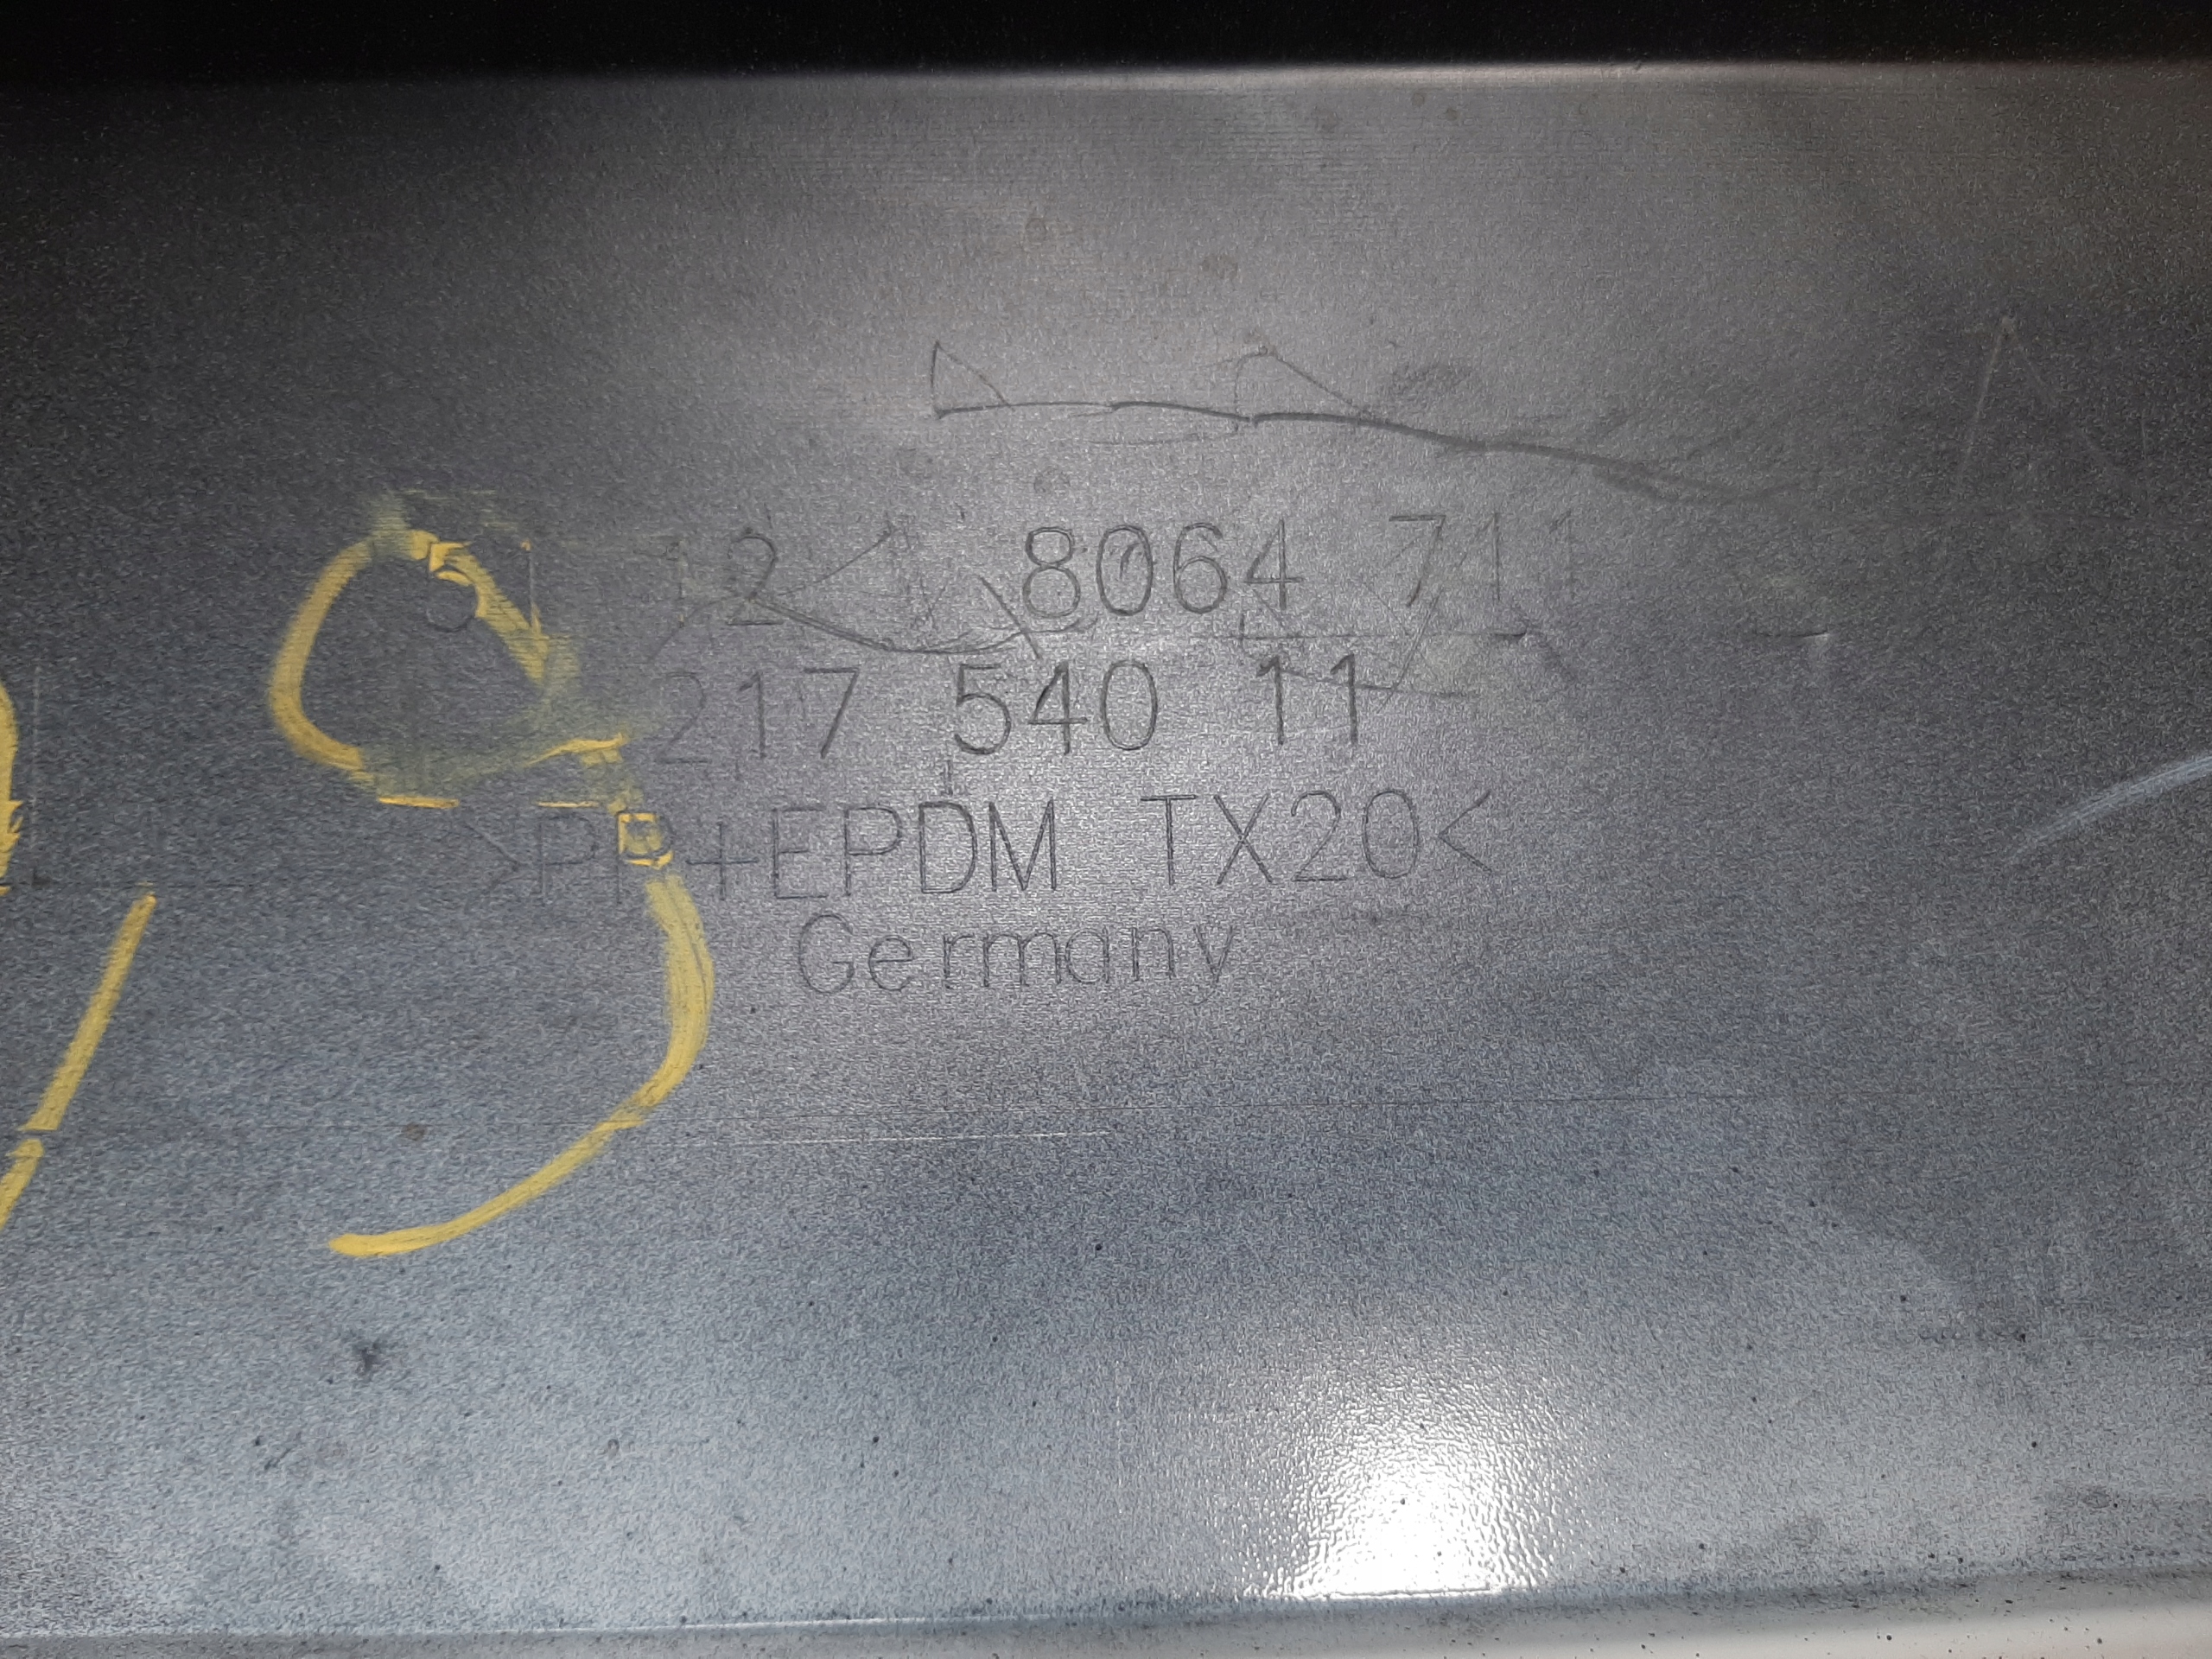 51 12 8064 711
217 540 11
>PP+EPDM TX20<
Germany